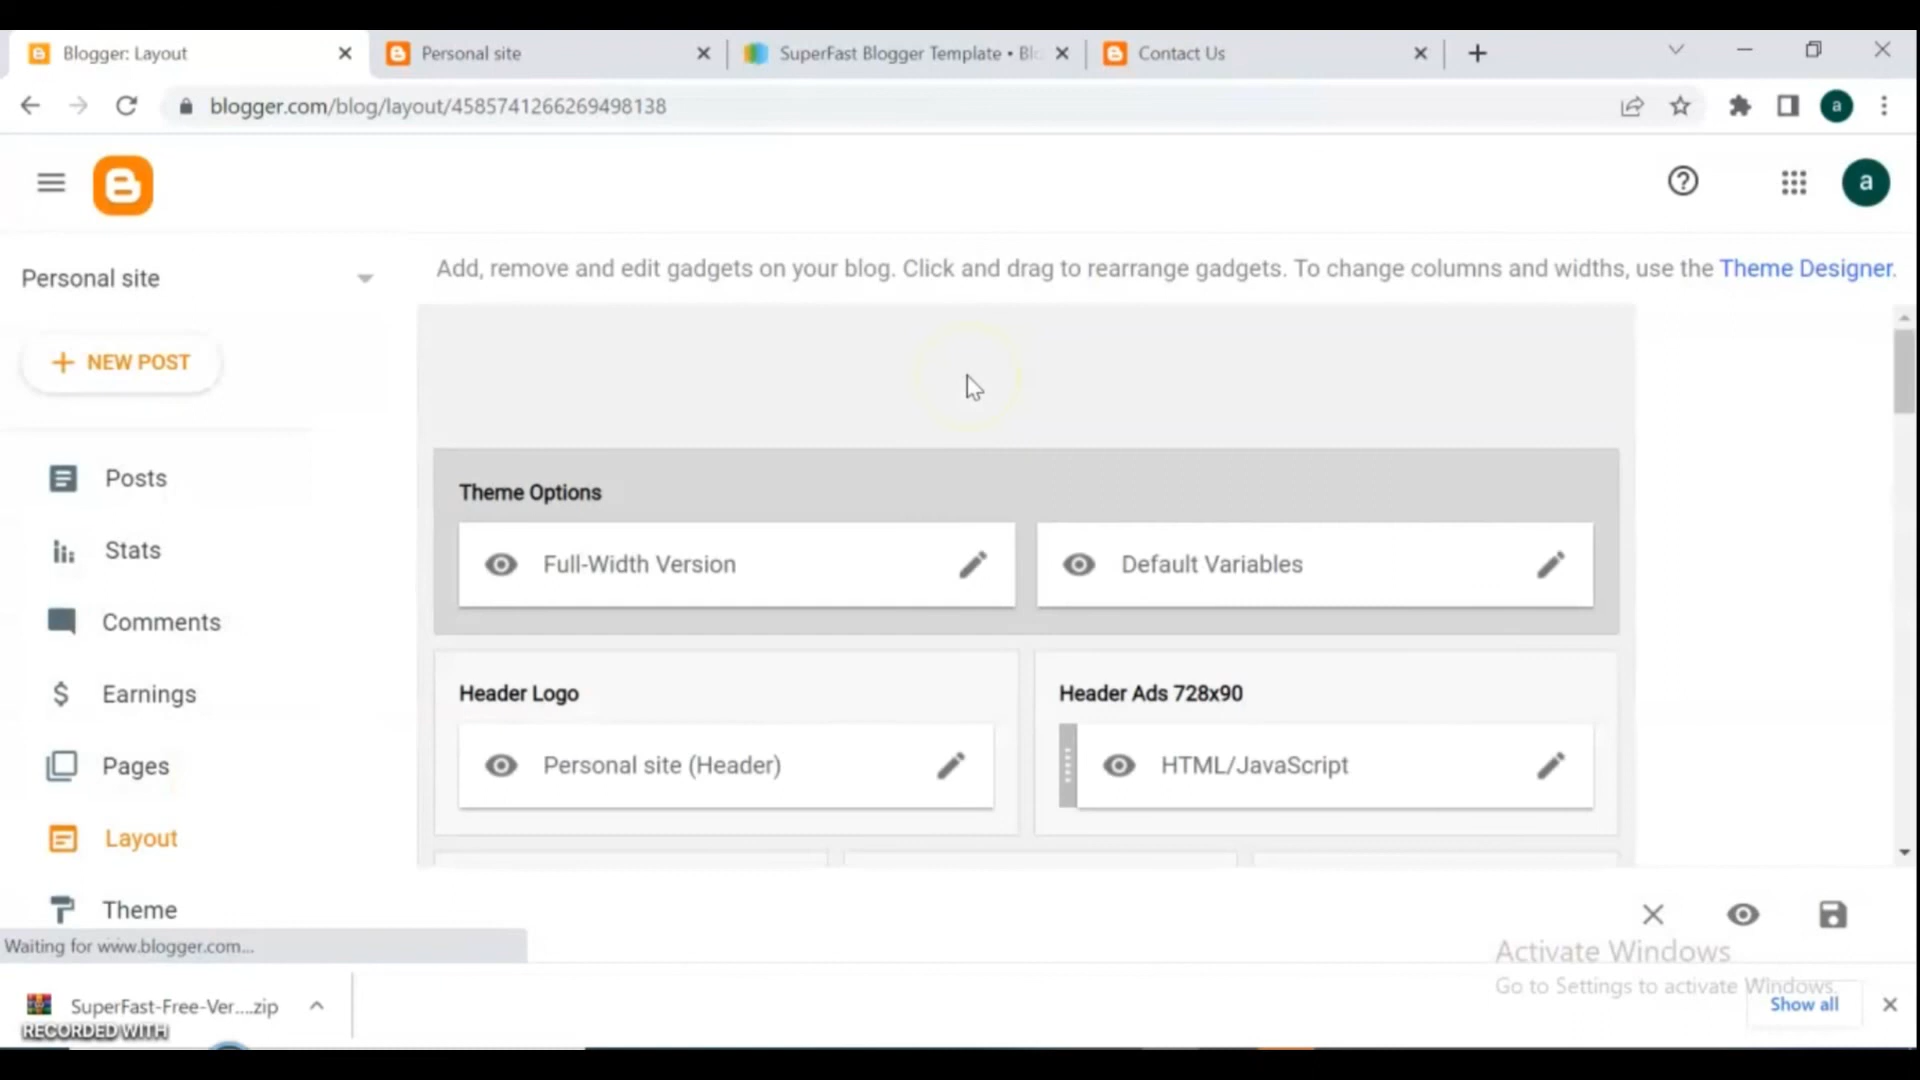 Blogger: Layout
Personal site
SuperFast Blogger Template • Blo
Contact Us
blogger.com/blog/layout/4585741266269498138
a
a
Personal site
Add, remove and edit gadgets on your blog. Click and drag to rearrange gadgets. To change columns and widths, use the Theme Designer.
NEW POST
Posts
Stats
Comments
Earnings
Pages
Layout
Theme
Theme Options
Full-Width Version
Default Variables
Header Logo
Header Ads 728x90
Personal site (Header)
HTML/JavaScript
Waiting for www.blogger.com...
Activate Windows
Go to Settings to activate Windows.
SuperFast-Free-Ver....zip
Show all
RECORDED WITH